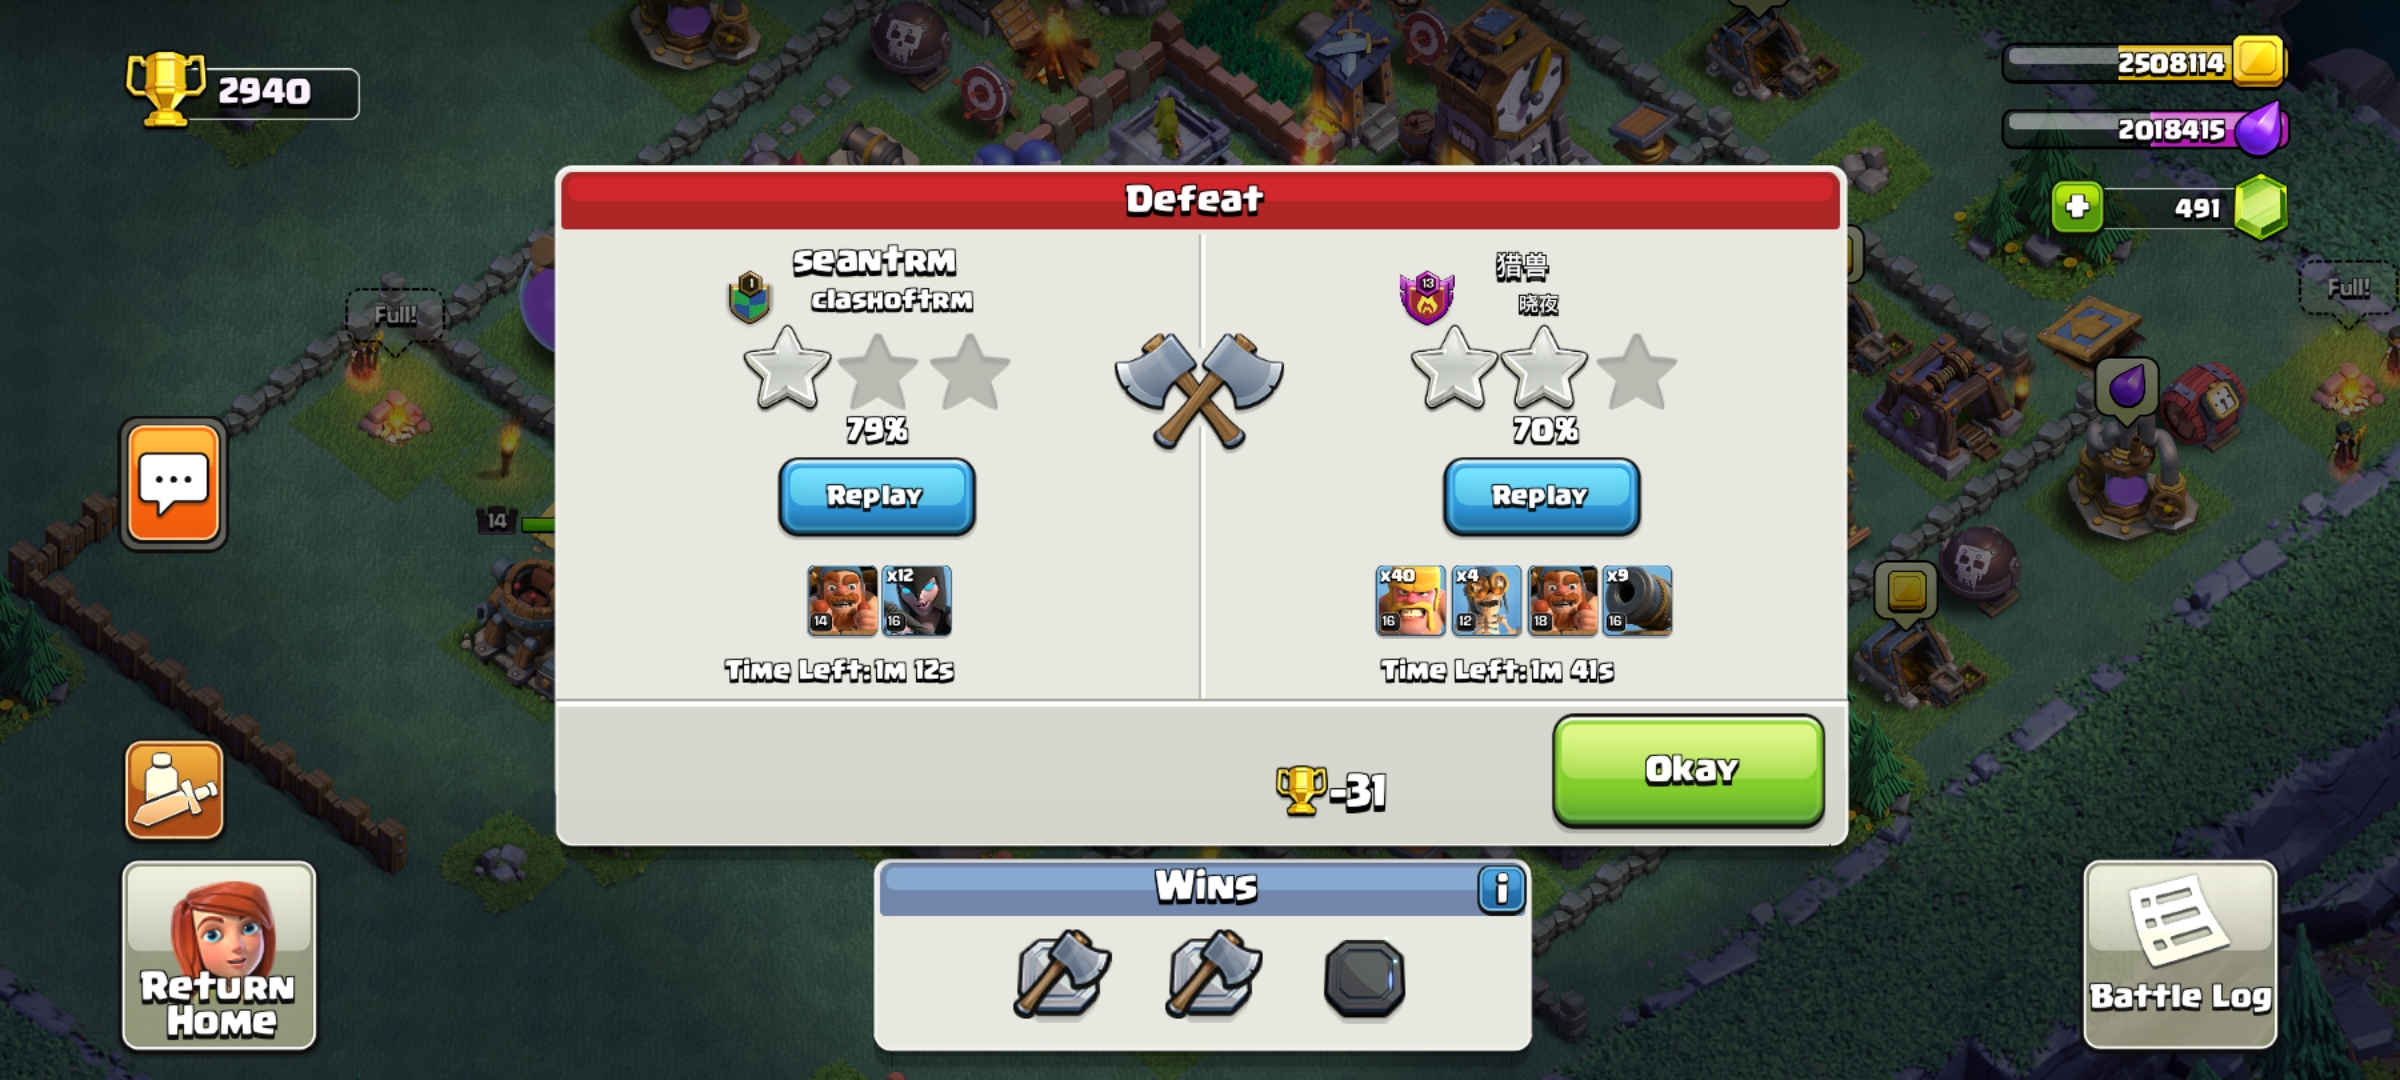 2940
2508114
2018415
491
Full!
Full!
14
Defeat
seantrm
1
clashoftrm
79%
Replay
14
x12
16
Time Left: 1m 12s
猎兽
13
晓夜
70%
Replay
x40
16
x4
12
18
x9
16
Time Left: 1m 41s
-31
Okay
Wins
i
Return
Home
Battle Log